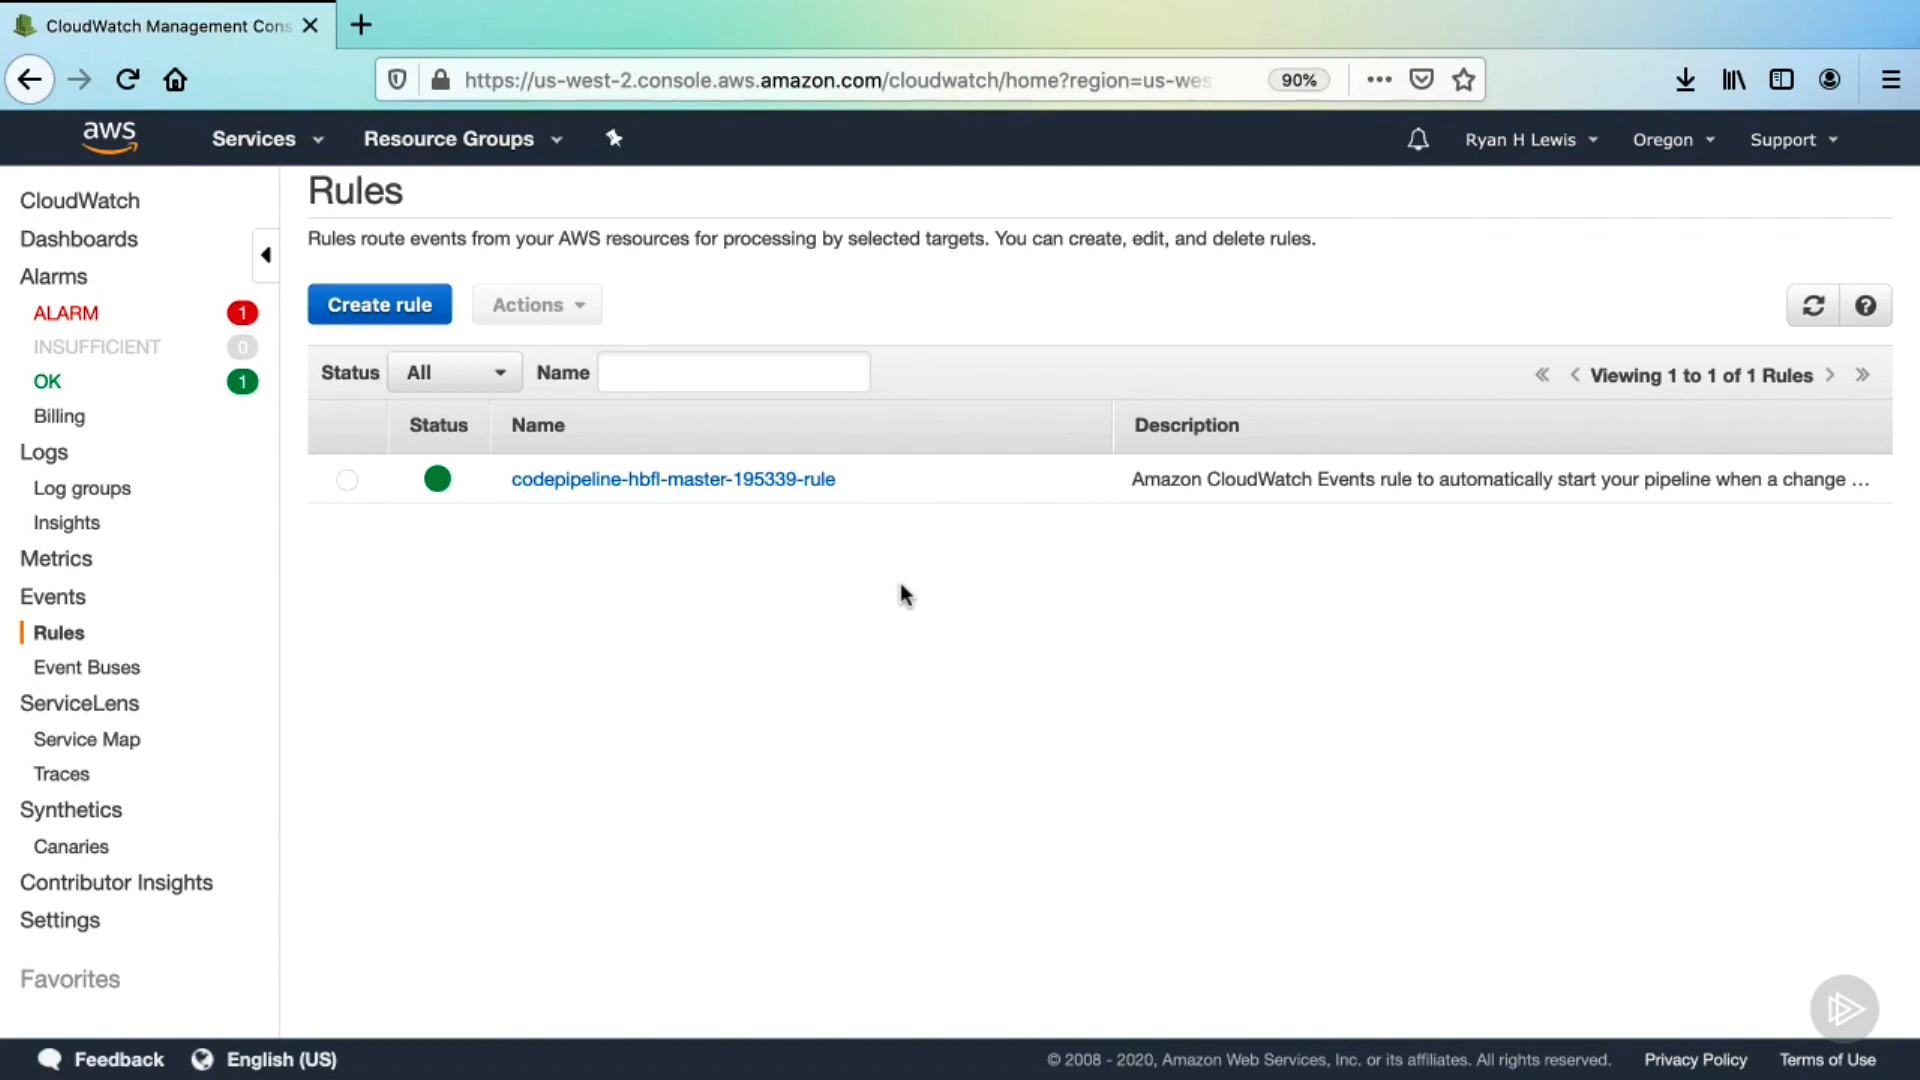 CloudWatch Management Cons
https://us-west-2.console.aws.amazon.com/cloudwatch/home?region=us-wes
90%
aws
Services
Resource Groups
Ryan H Lewis
Oregon
Support
CloudWatch
Dashboards
Alarms
ALARM 1
INSUFFICIENT 0
OK 1
Billing
Logs
Log groups
Insights
Metrics
Events
Rules
Event Buses
ServiceLens
Service Map
Traces
Synthetics
Canaries
Contributor Insights
Settings
Favorites
Rules
Rules route events from your AWS resources for processing by selected targets. You can create, edit, and delete rules.
Create rule
Actions
Status All Name
Viewing 1 to 1 of 1 Rules
Status Name Description
codepipeline-hbfl-master-195339-rule Amazon CloudWatch Events rule to automatically start your pipeline when a change ...
Feedback
English (US)
© 2008 - 2020, Amazon Web Services, Inc. or its affiliates. All rights reserved.
Privacy Policy
Terms of Use